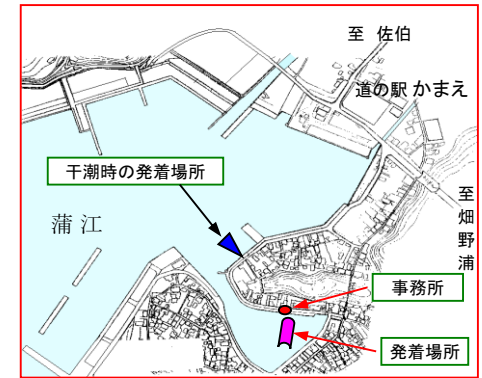 至 佐伯
道の駅 かまえ
干潮時の発着場所
蒲江
至畑野浦
事務所
発着場所